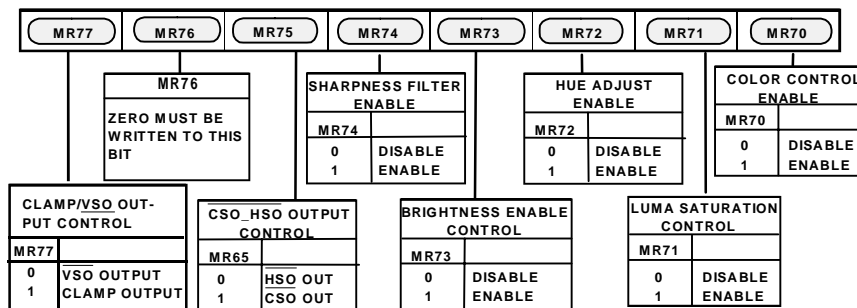 MR77 MR76 MR75 MR74 MR73 MR72 MR71 MR70
MR76
ZERO MUST BE
WRITTEN TO THIS
BIT
SHARPNESS FILTER
ENABLE
MR74
0 DISABLE
1 ENABLE
HUE ADJUST
ENABLE
MR72
0 DISABLE
1 ENABLE
COLOR CONTROL
ENABLE
MR70
0 DISABLE
1 ENABLE
CLAMP/VSO OUT-
PUT CONTROL
MR77
0 VSO OUTPUT
1 CLAMP OUTPUT
CSO_HSO OUTPUT
CONTROL
MR65
0 HSO OUT
1 CSO OUT
BRIGHTNESS ENABLE
CONTROL
MR73
0 DISABLE
1 ENABLE
LUMA SATURATION
CONTROL
MR71
0 DISABLE
1 ENABLE